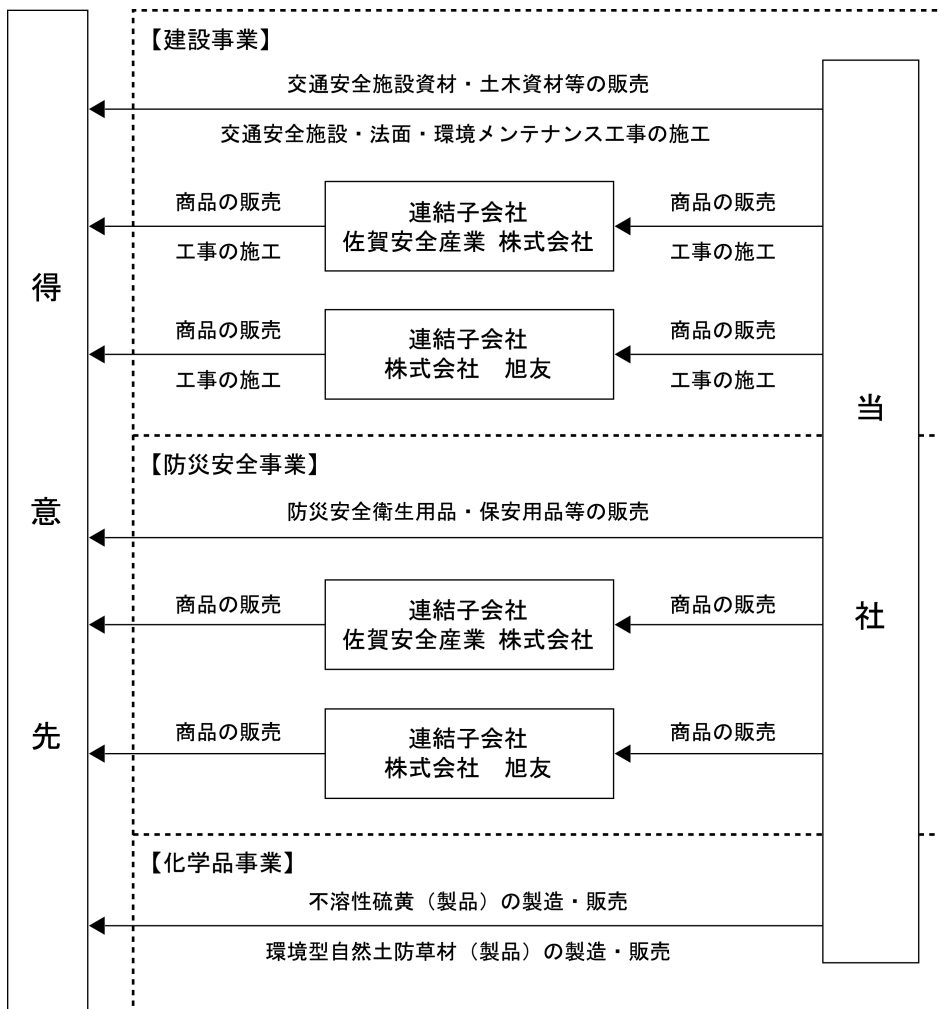 【建設事業】
交通安全施設資材・土木資材等の販売
交通安全施設・法面・環境メンテナンス工事の施工
商品の販売
工事の施工
連結子会社
佐賀安全産業 株式会社
商品の販売
工事の施工
商品の販売
工事の施工
連結子会社
株式会社　旭友
商品の販売
工事の施工
【防災安全事業】
防災安全衛生用品・保安用品等の販売
商品の販売
連結子会社
佐賀安全産業 株式会社
商品の販売
商品の販売
連結子会社
株式会社　旭友
商品の販売
【化学品事業】
不溶性硫黄（製品）の製造・販売
環境型自然土防草材（製品）の製造・販売
得意先
当社